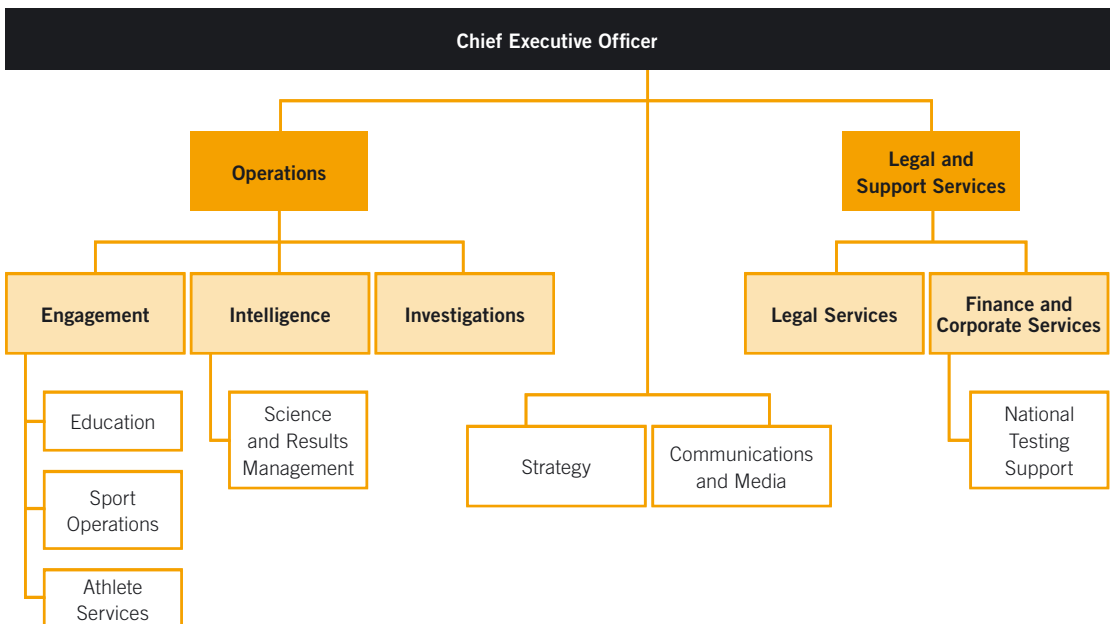 Chief Executive Officer
Operations
Legal and
Support Services
Engagement
Intelligence
Investigations
Legal Services
Finance and
Corporate Services
Education
Science
and Results
Management
National
Testing
Support
Strategy
Communications
and Media
Sport
Operations
Athlete
Services